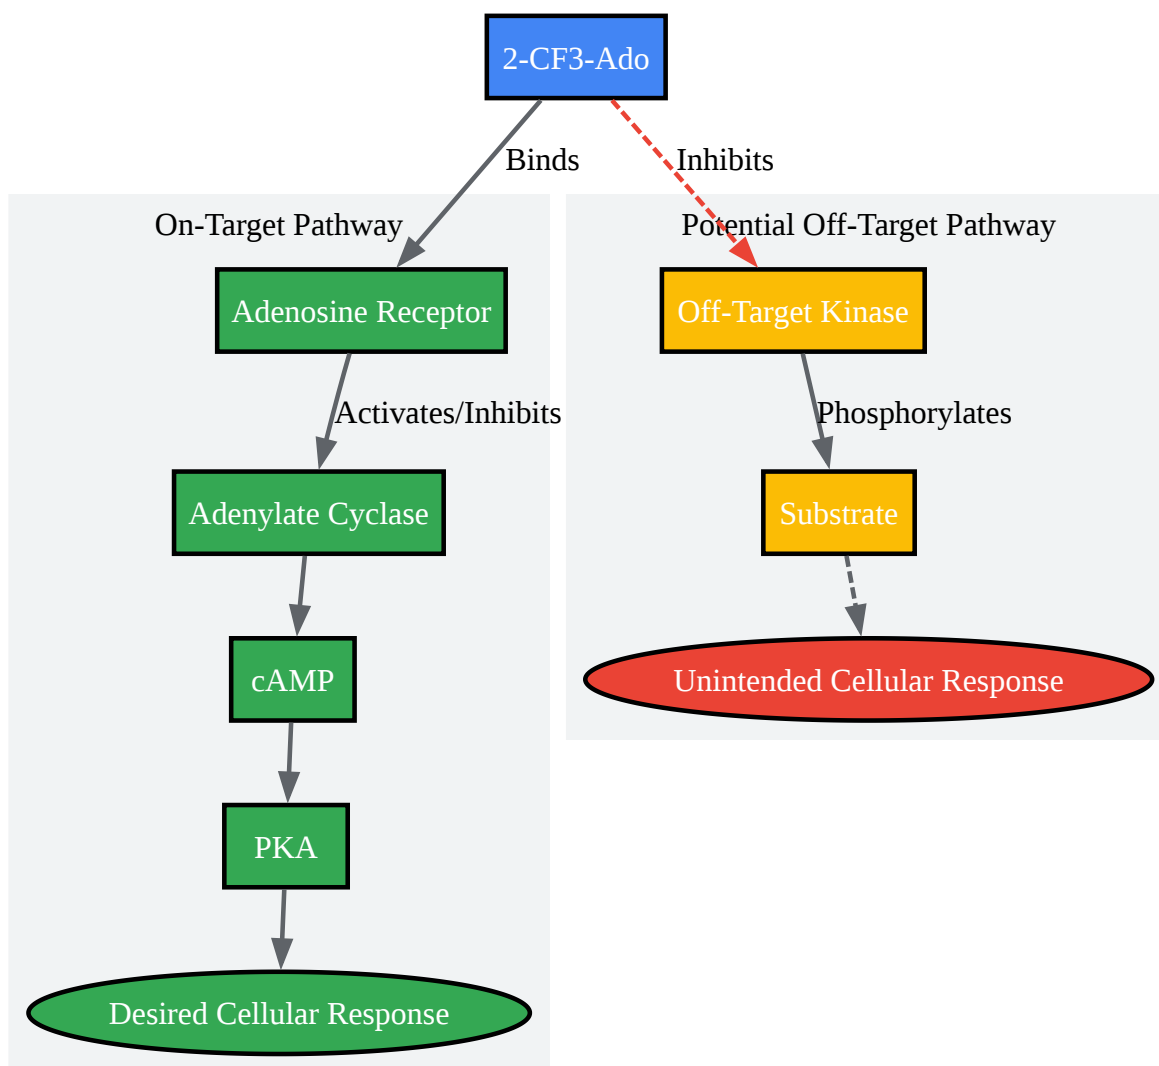 2-CF3-Ado
Binds
Inhibits
On-Target Pathway
Potential Off-Target Pathway
Adenosine Receptor
Off-Target Kinase
Activates/Inhibits
Phosphorylates
Adenylate Cyclase
Substrate
cAMP
Unintended Cellular Response
PKA
Desired Cellular Response